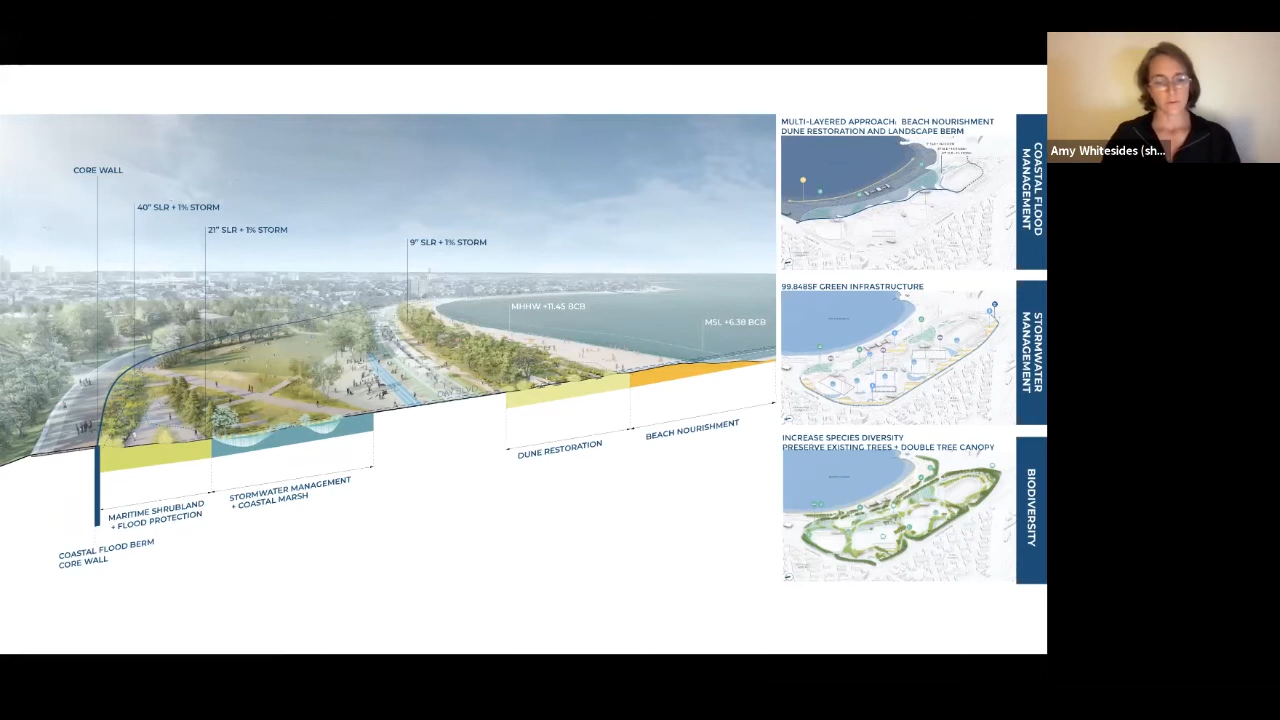 CORE WALL
40" SLR + 1% STORM
21" SLR + 1% STORM
9" SLR + 1% STORM
MHHW +11.45 BCB
MSL +6.38 BCB
DAY BLVD
DUNE RESTORATION
BEACH NOURISHMENT
MARITIME SHRUBLAND
+ FLOOD PROTECTION
STORMWATER MANAGEMENT
+ COASTAL MARSH
COASTAL FLOOD BERM
CORE WALL
MULTI-LAYERED APPROACH: BEACH NOURISHMENT
DUNE RESTORATION AND LANDSCAPE BERM
COASTAL FLOOD
MANAGEMENT
99,848SF GREEN INFRASTRUCTURE
STORMWATER
MANAGEMENT
INCREASE SPECIES DIVERSITY
PRESERVE EXISTING TREES + DOUBLE TREE CANOPY
BIODIVERSITY
Amy Whitesides (sh...